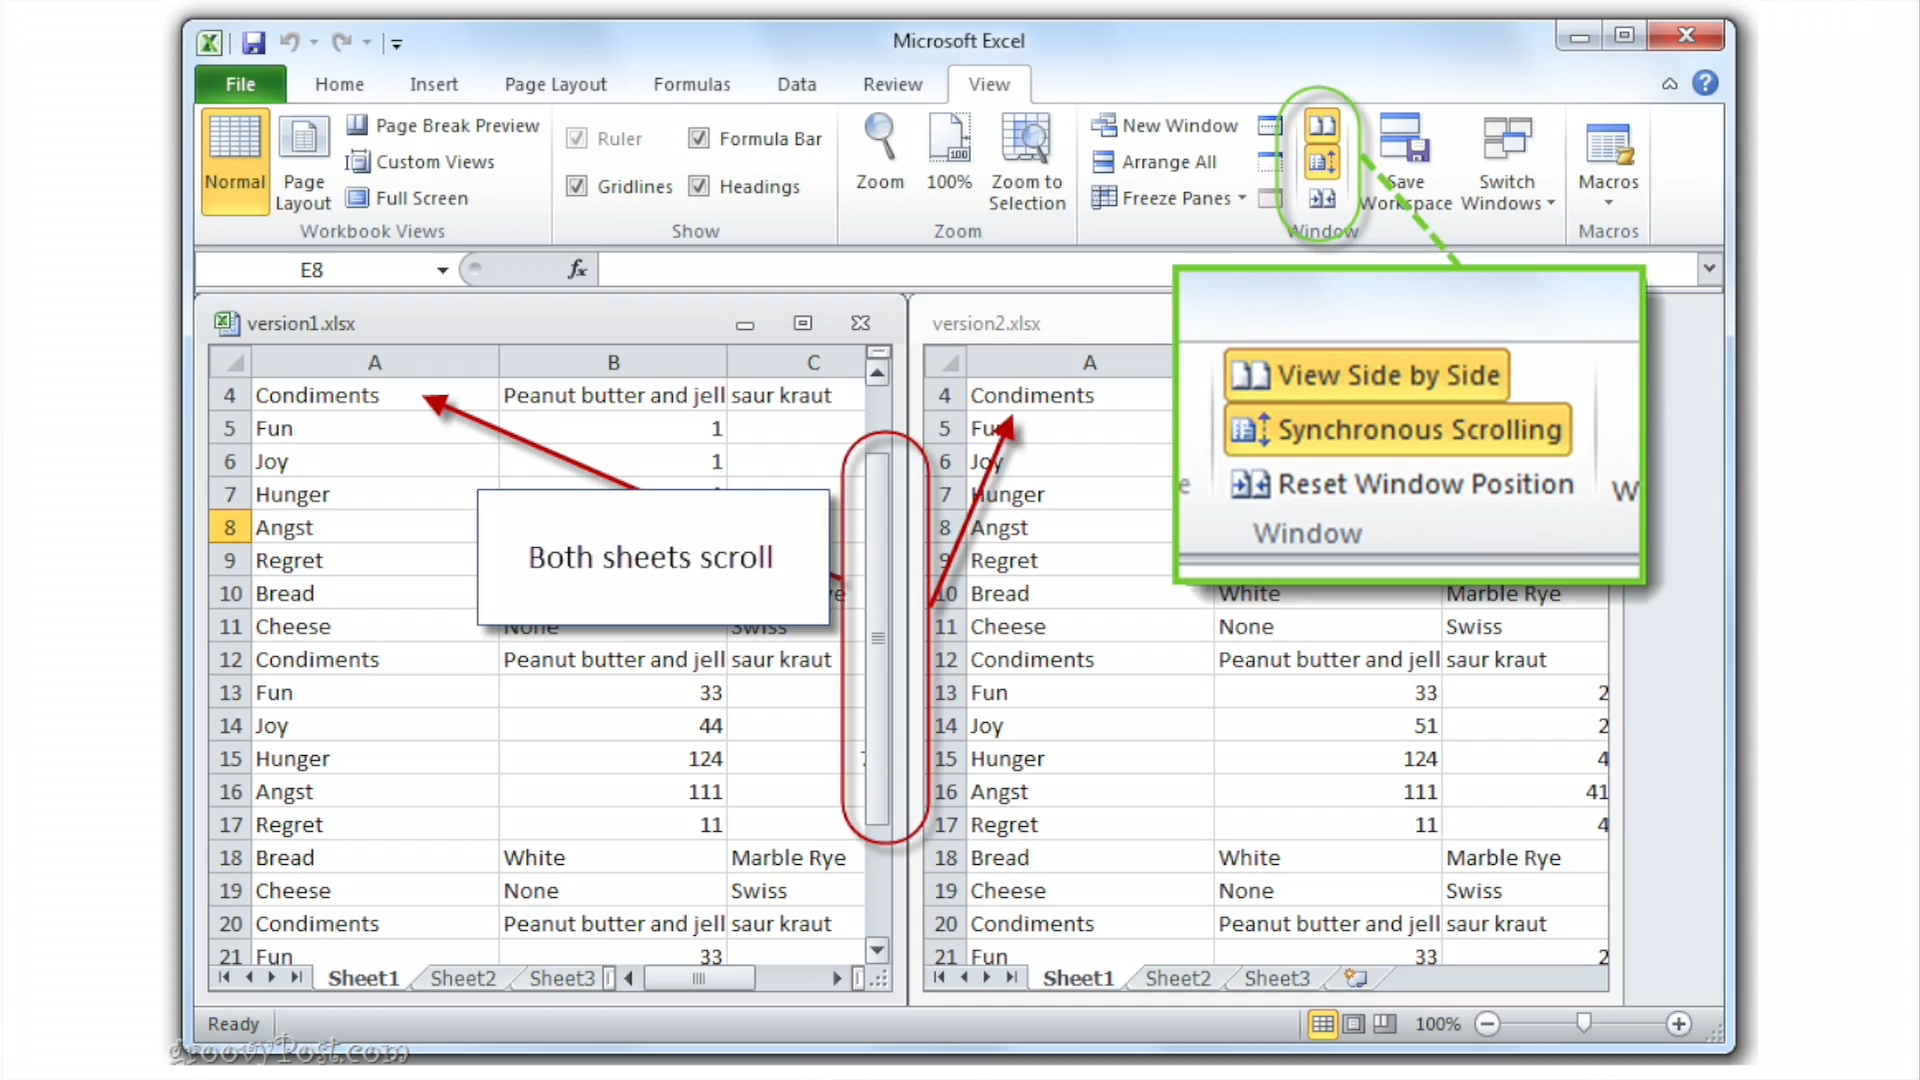 Microsoft Excel
File Home Insert Page Layout Formulas Data Review View
Normal
Page Layout
Page Break Preview
Custom Views
Full Screen
Workbook Views
Ruler
Formula Bar
Gridlines
Headings
Show
Zoom
100%
Zoom to Selection
Zoom
New Window
Arrange All
Freeze Panes
Save Workspace
Switch Windows
Window
Macros
Macros
E8
fx
version1.xlsx
A B C
4 Condiments Peanut butter and jell saur kraut
5 Fun 1
6 Joy 1
7 Hunger
8 Angst
9 Regret
10 Bread
11 Cheese None Swiss
12 Condiments Peanut butter and jell saur kraut
13 Fun 33
14 Joy 44
15 Hunger 124
16 Angst 111
17 Regret 11
18 Bread White Marble Rye
19 Cheese None Swiss
20 Condiments Peanut butter and jell saur kraut
21 Fun 33
Sheet1 Sheet2 Sheet3
Both sheets scroll
version2.xlsx
A
4 Condiments
5 Fun
6 Joy
7 Hunger
8 Angst
9 Regret
10 Bread White Marble Rye
11 Cheese None Swiss
12 Condiments Peanut butter and jell saur kraut
13 Fun 33 2
14 Joy 51 2
15 Hunger 124 4
16 Angst 111 41
17 Regret 11 4
18 Bread White Marble Rye
19 Cheese None Swiss
20 Condiments Peanut butter and jell saur kraut
21 Fun 33 2
Sheet1 Sheet2 Sheet3
View Side by Side
Synchronous Scrolling
Reset Window Position
Window
Ready
100%
groovyPost.com